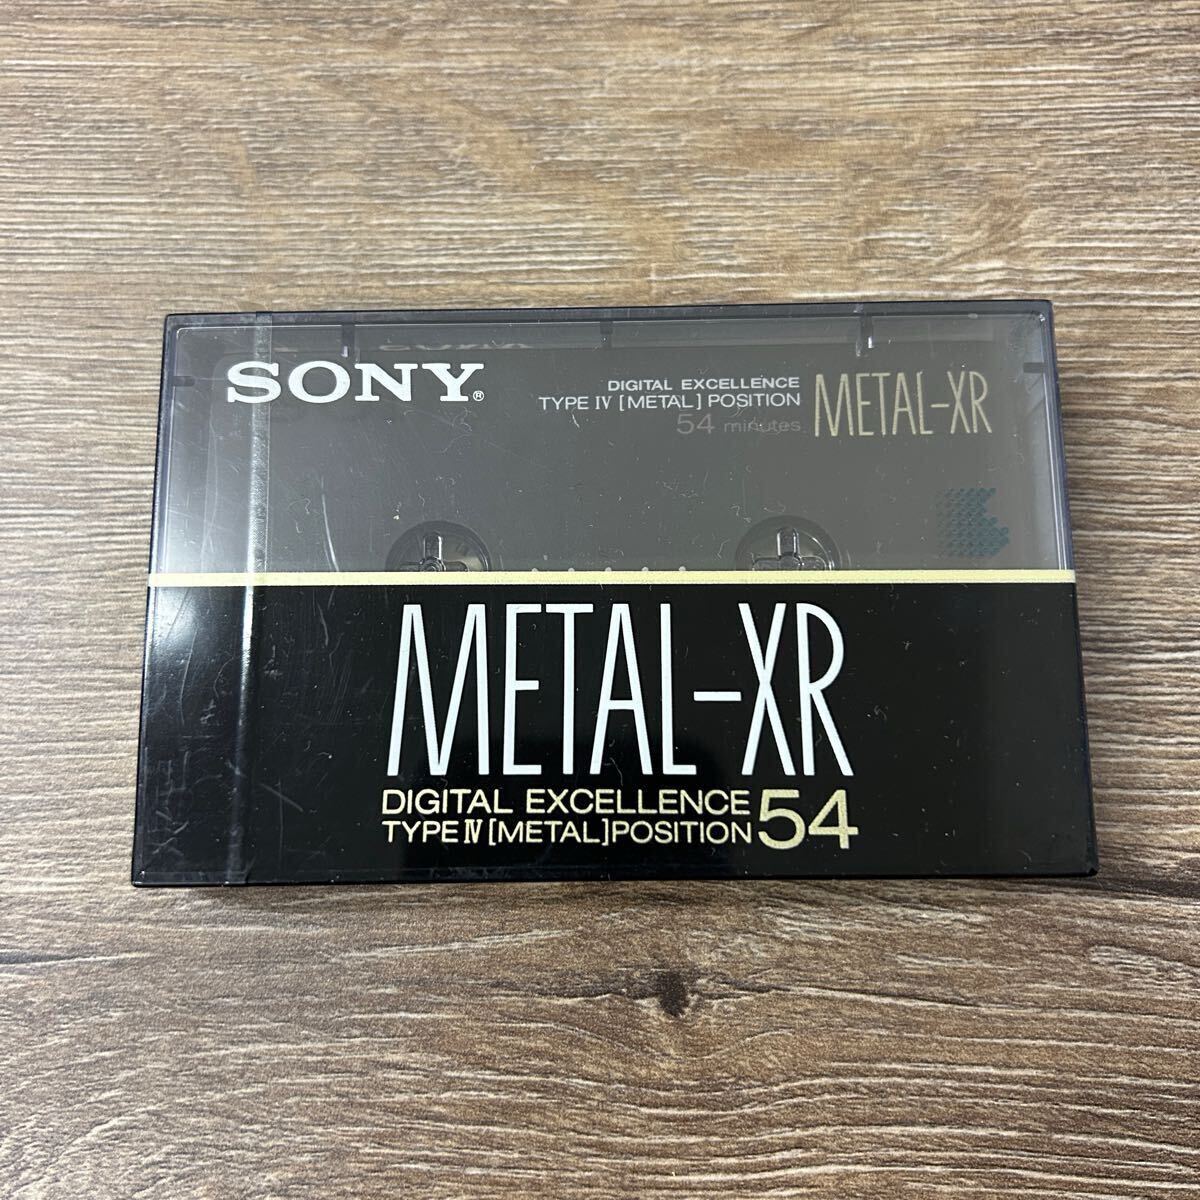 SONY®
DIGITAL EXCELLENCE
TYPE IV [METAL] POSITION
54 minutes
METAL-XR
METAL-XR
DIGITAL EXCELLENCE
TYPE IV [METAL] POSITION 54